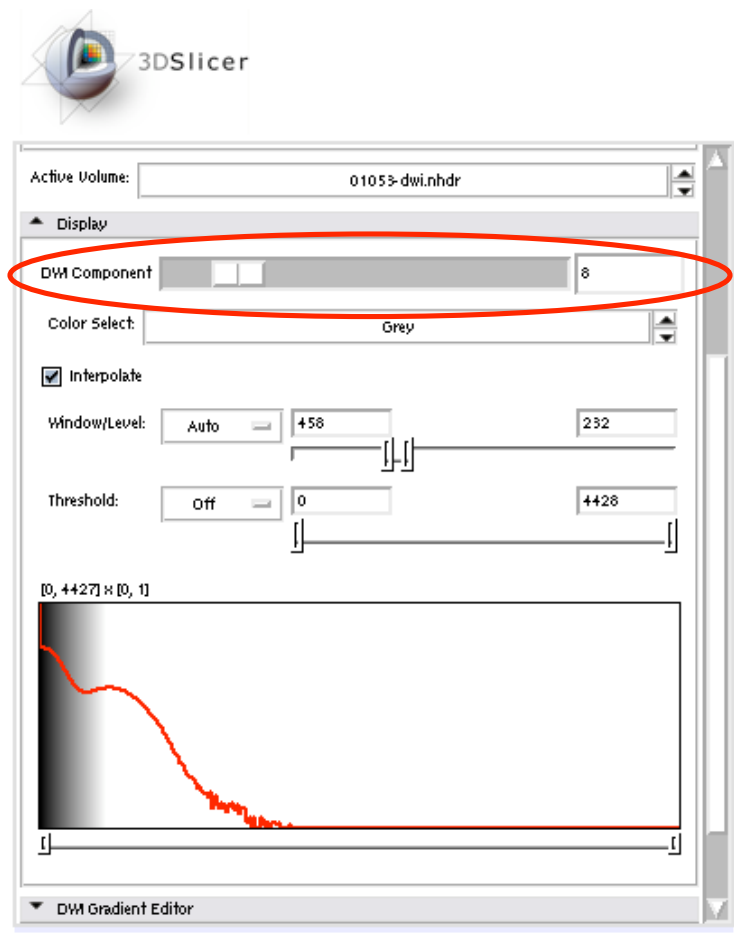 3DSlicer
Active Volume: 01053-dwi.nhdr
Display
DWI Component 8
Color Select: Grey
Interpolate
Window/Level: Auto 458 232
Threshold: Off 0 4428
[0, 4427] x [0, 1]
DWI Gradient Editor